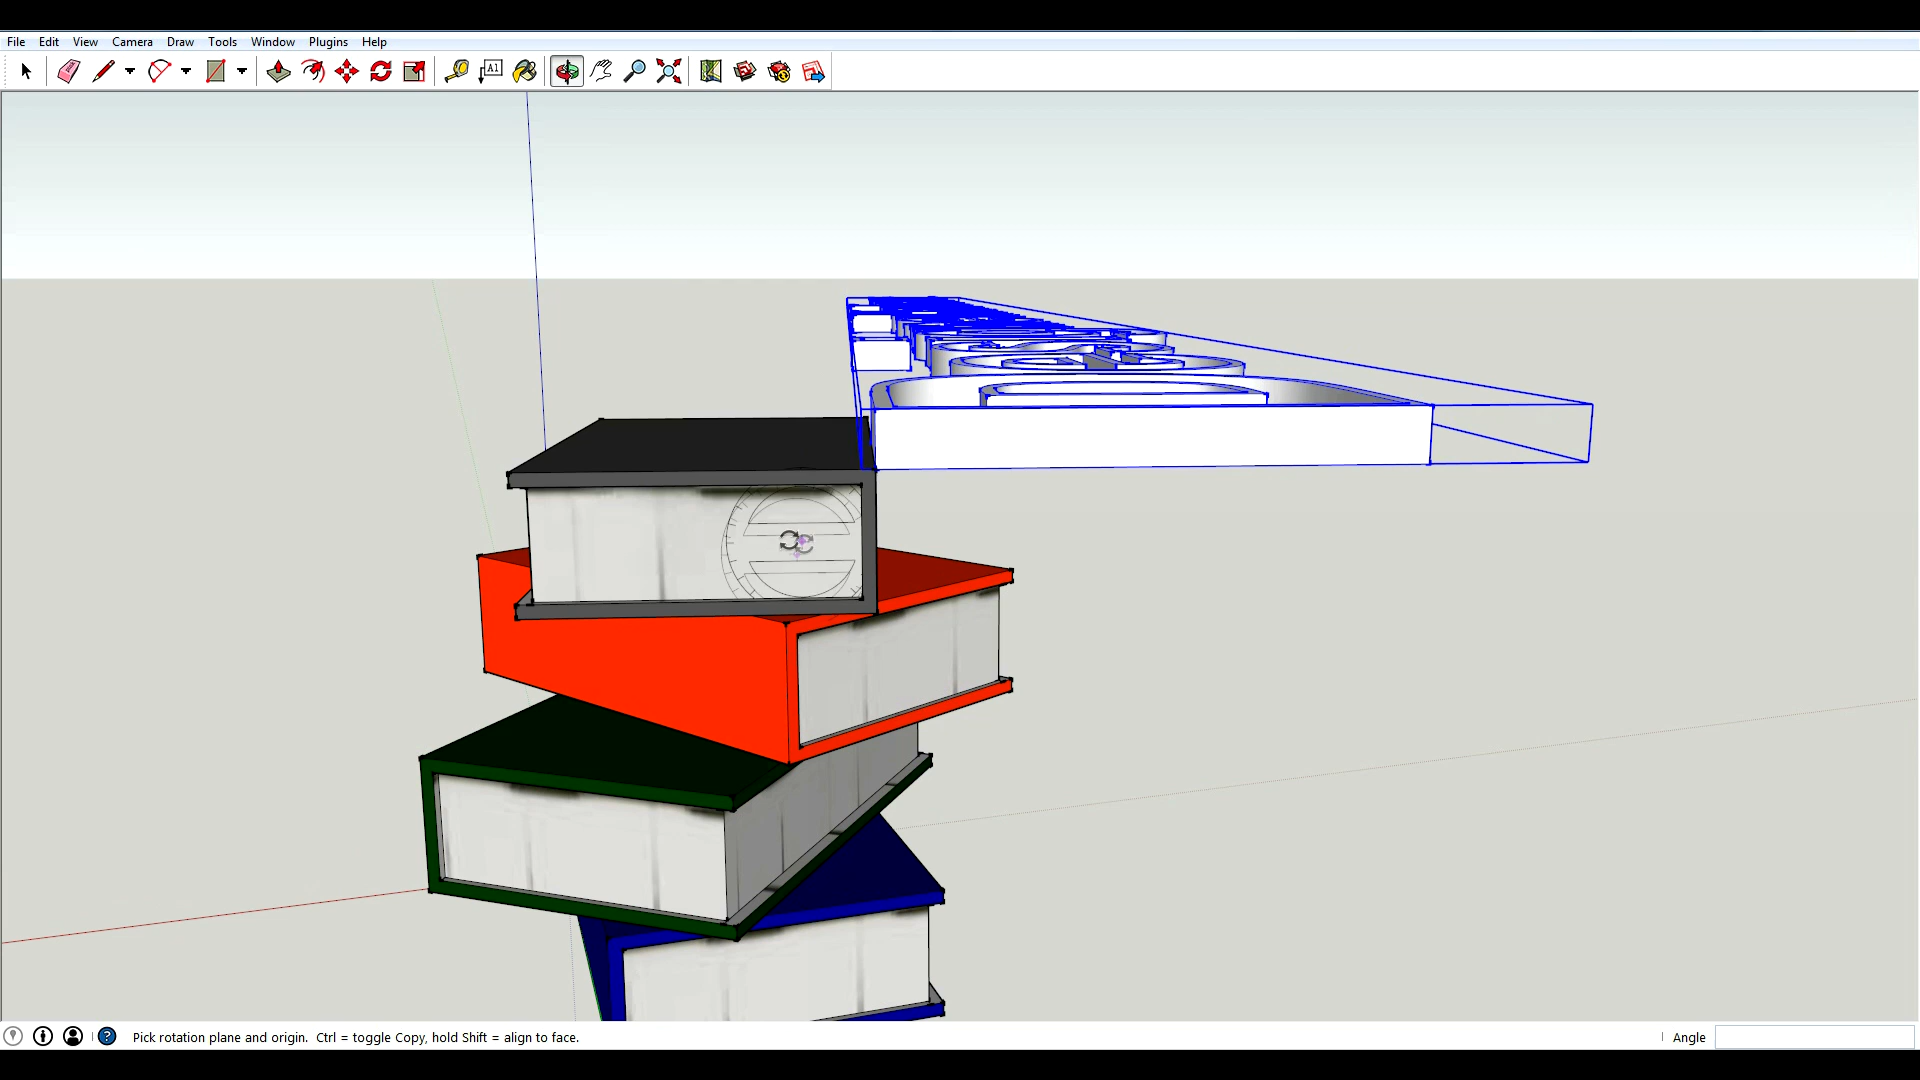 File Edit View Camera Draw Tools Window Plugins Help
A1
Pick rotation plane and origin. Ctrl = toggle Copy, hold Shift = align to face. Angle